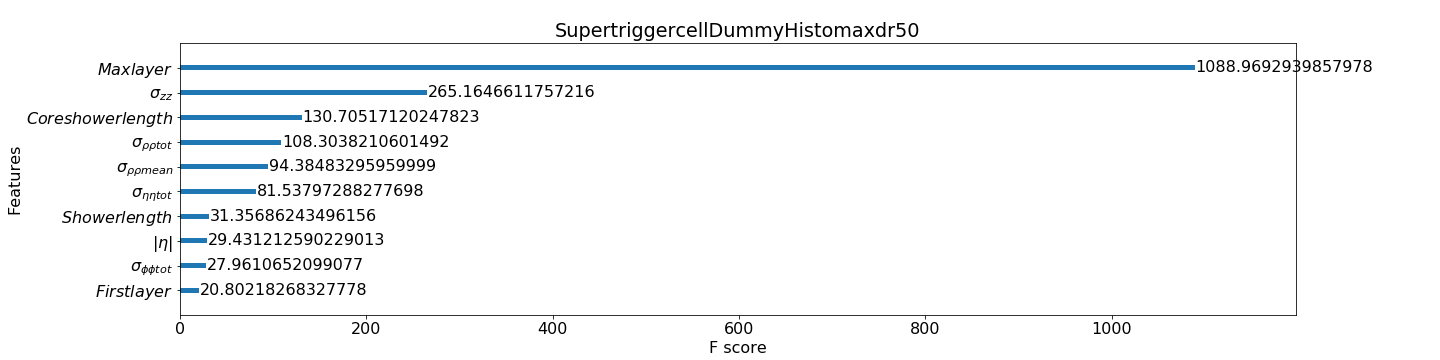 SupertriggercellDummyHistomaxdr50
Maxlayer 1088.9692939857978
σzz 265.1646611757216
Coreshowerlength 130.70517120247823
σρρtot 108.3038210601492
σρρmean 94.38483295959999
σηηtot 81.53797288277698
Showerlength 31.35686243496156
|η| 29.431212590229013
σϕϕtot 27.9610652099077
Firstlayer 20.80218268327778
Features
0 200 400 600 800 1000
F score